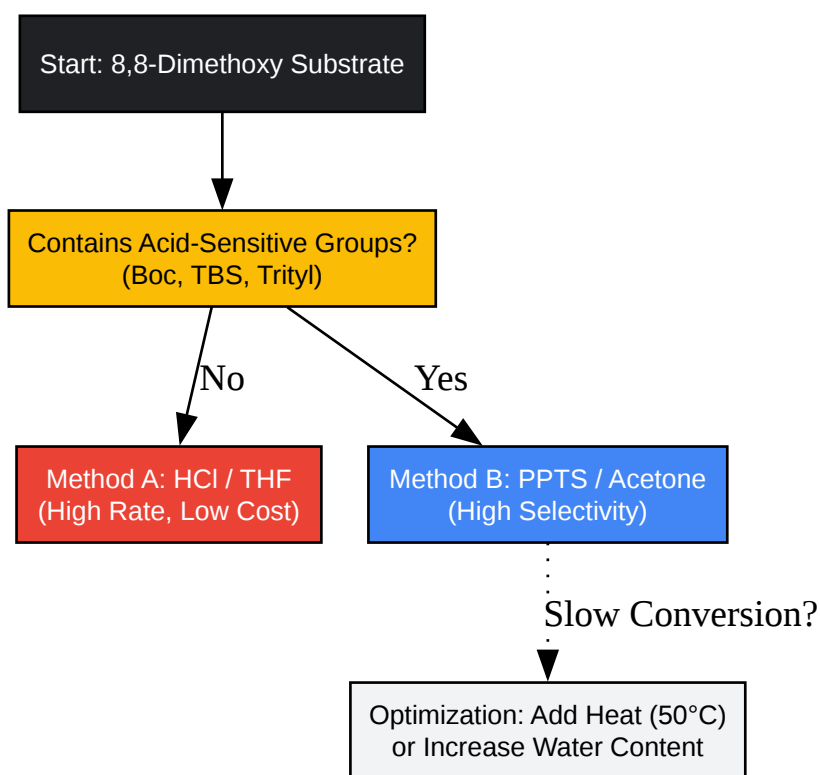 Start: 8,8-Dimethoxy Substrate
Contains Acid-Sensitive Groups?
(Boc, TBS, Trityl)
No
Yes
Method A: HCl / THF
(High Rate, Low Cost)
Method B: PPTS / Acetone
(High Selectivity)
Slow Conversion?
Optimization: Add Heat (50°C)
or Increase Water Content